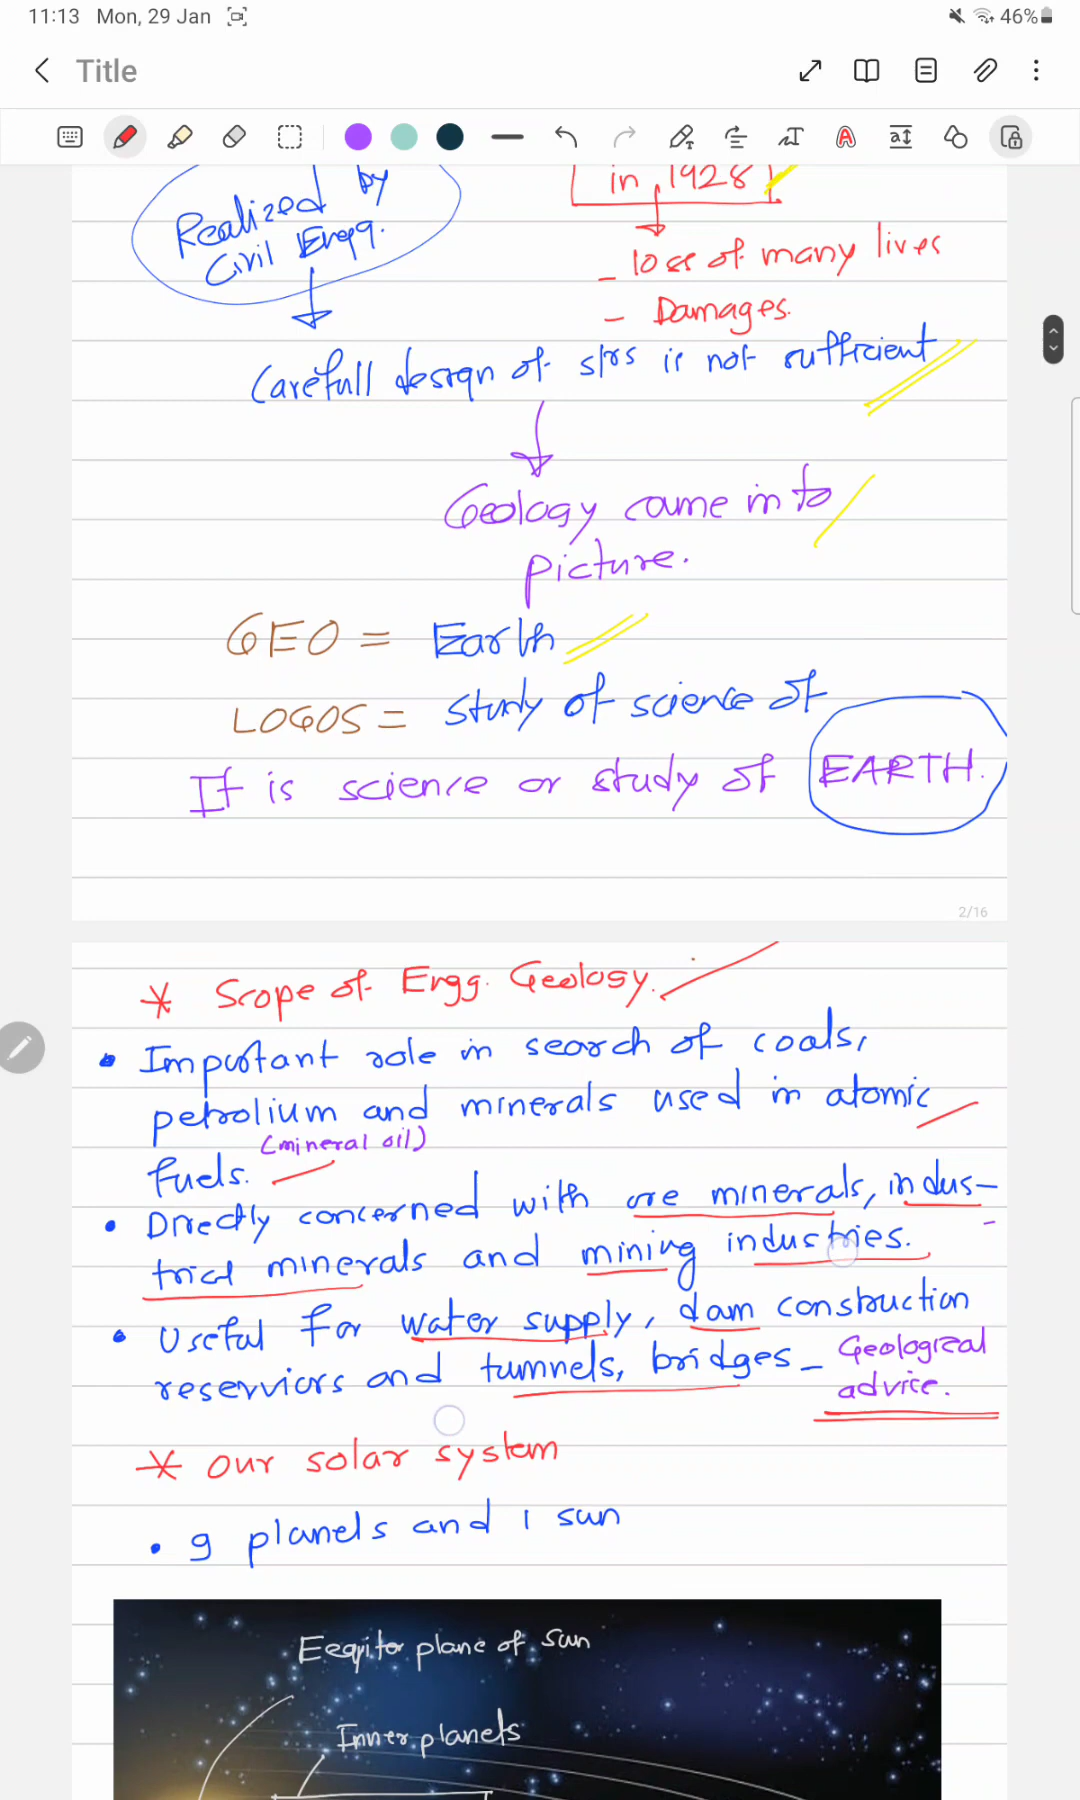 11:13 Mon, 29 Jan
46%
Title
Realized by
Civil Engg.
in 1928
- loss of many lives
- Damages.
Carefull design of strs is not sufficient
Geology came in to
picture.
GEO = Earth
LOGOS = study of science of
It is science or study of EARTH.
2/16
* Scope of Engg. Geology.
• Important role in search of coals,
petrolium and minerals used in atomic
(mineral oil)
fuels.
• Directly concerned with ore minerals, indus-
trial minerals and mining industries.
• Useful for water supply, dam construction
reserviors and tunnels, bridges - Geological
advice.
* our solar system
• 9 planets and 1 sun
Eeqitor plane of sun
Inner planets